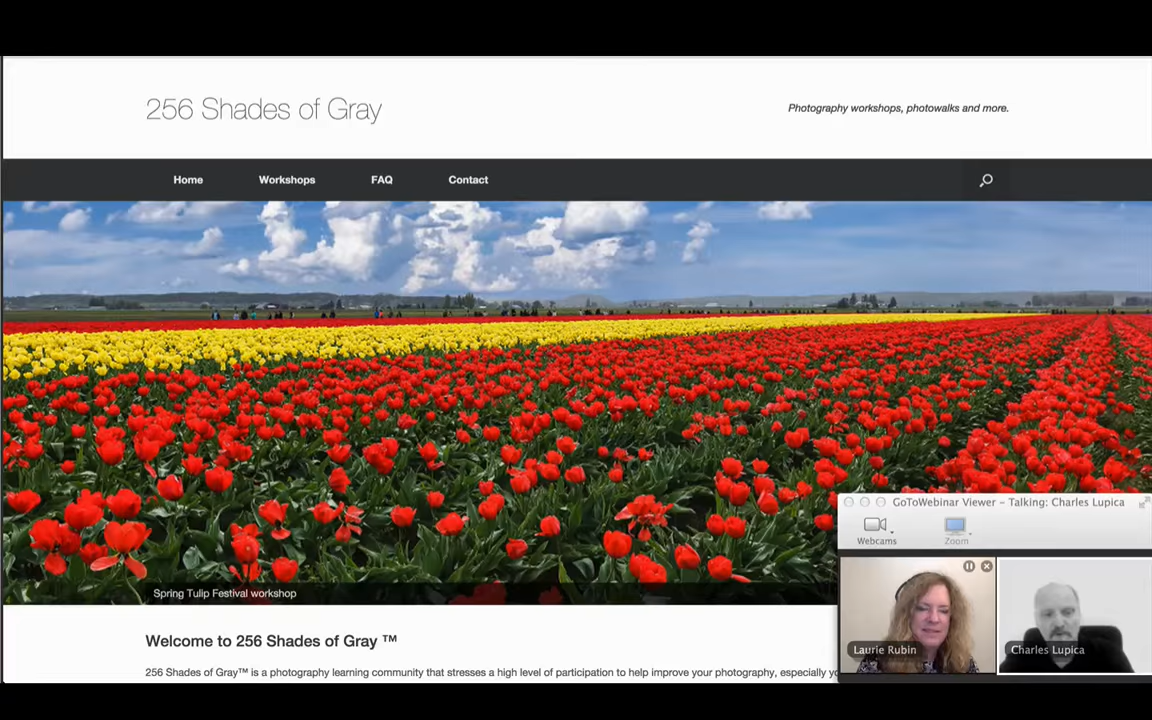 256 Shades of Gray
Photography workshops, photowalks and more.
Home Workshops FAQ Contact
Spring Tulip Festival workshop
GoToWebinar Viewer – Talking: Charles Lupica
Webcams Zoom
Laurie Rubin Charles Lupica
Welcome to 256 Shades of Gray ™
256 Shades of Gray™ is a photography learning community that stresses a high level of participation to help improve your photography, especially